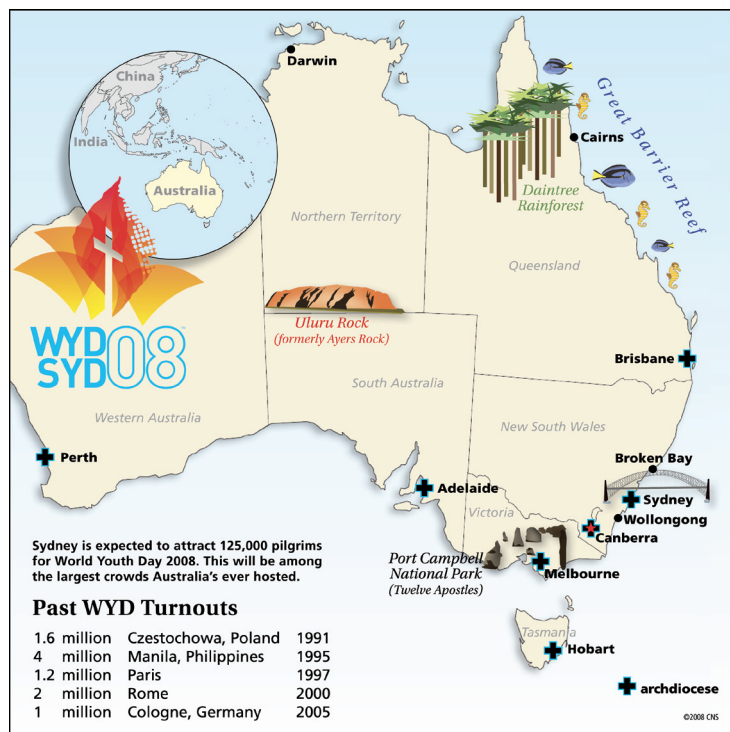 Darwin
China
India
Australia
Great Barrier Reef
Cairns
Daintree
Rainforest
Northern Territory
Queensland
Uluru Rock
(formerly Ayers Rock)
WYD
SYD08™
Brisbane
South Australia
Western Australia
New South Wales
Perth
Broken Bay
Adelaide
Sydney
Victoria
Wollongong
Canberra
Port Campbell
National Park
(Twelve Apostles)
Melbourne
Sydney is expected to attract 125,000 pilgrims
for World Youth Day 2008. This will be among
the largest crowds Australia's ever hosted.
Past WYD Turnouts
1.6 million Czestochowa, Poland 1991
4 million Manila, Philippines 1995
1.2 million Paris 1997
2 million Rome 2000
1 million Cologne, Germany 2005
Tasmania
Hobart
archdiocese
©2008 CNS